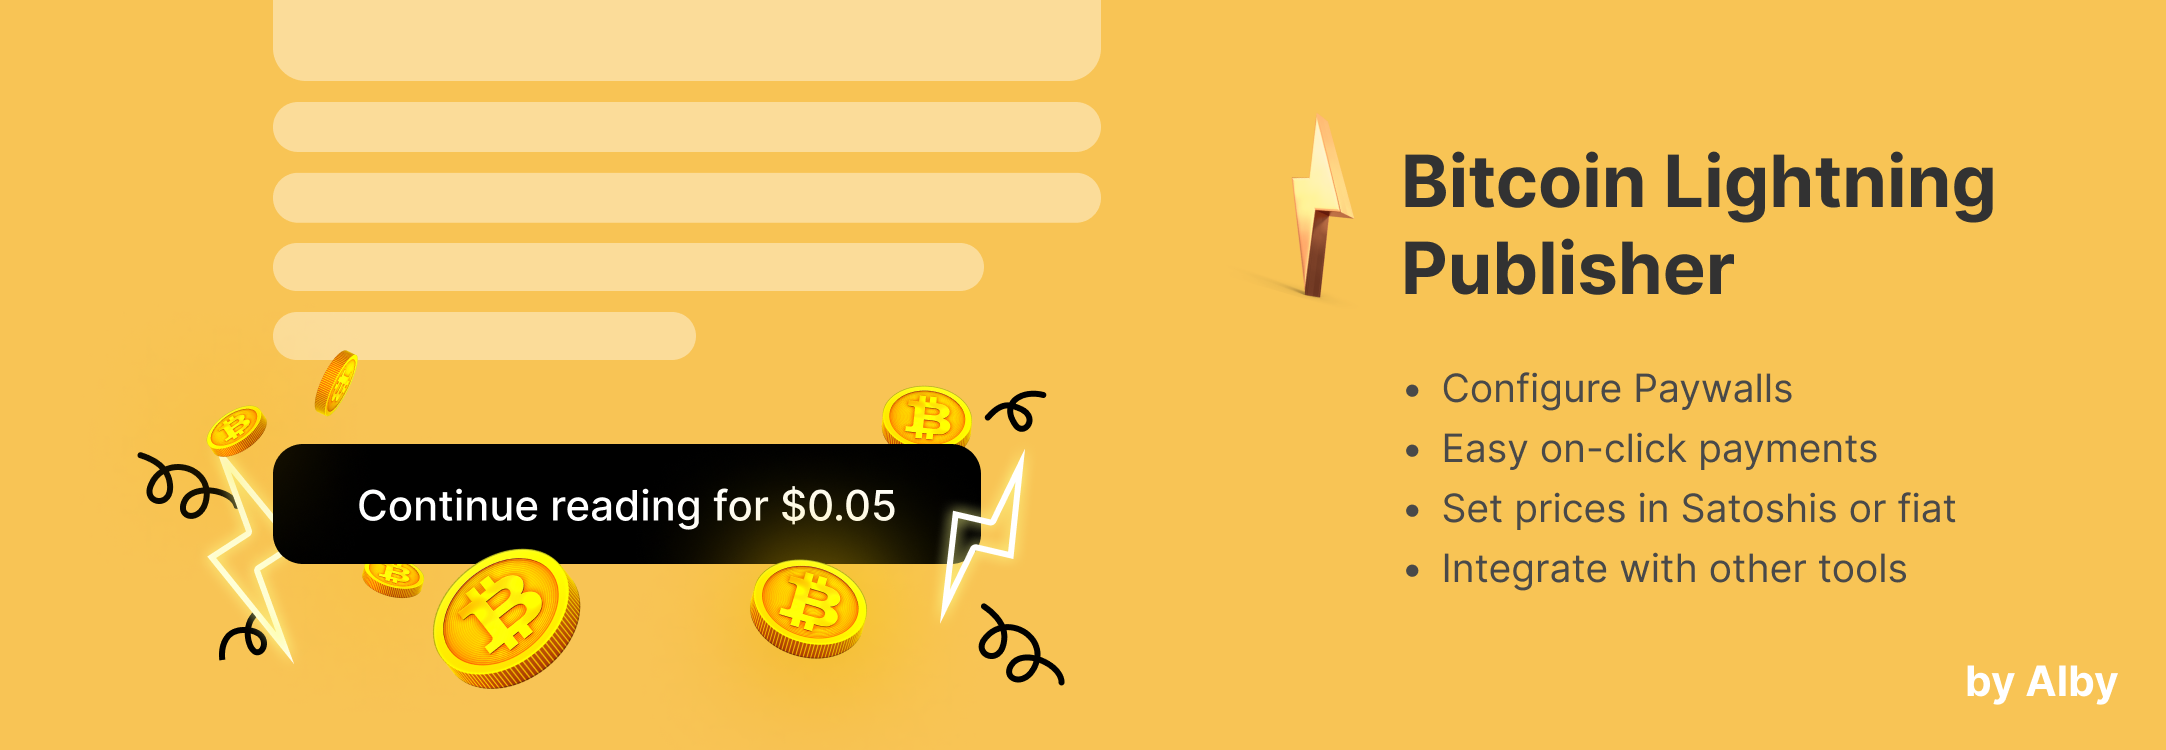 Continue reading for $0.05
Bitcoin Lightning
Publisher
• Configure Paywalls
• Easy on-click payments
• Set prices in Satoshis or fiat
• Integrate with other tools
by Alby